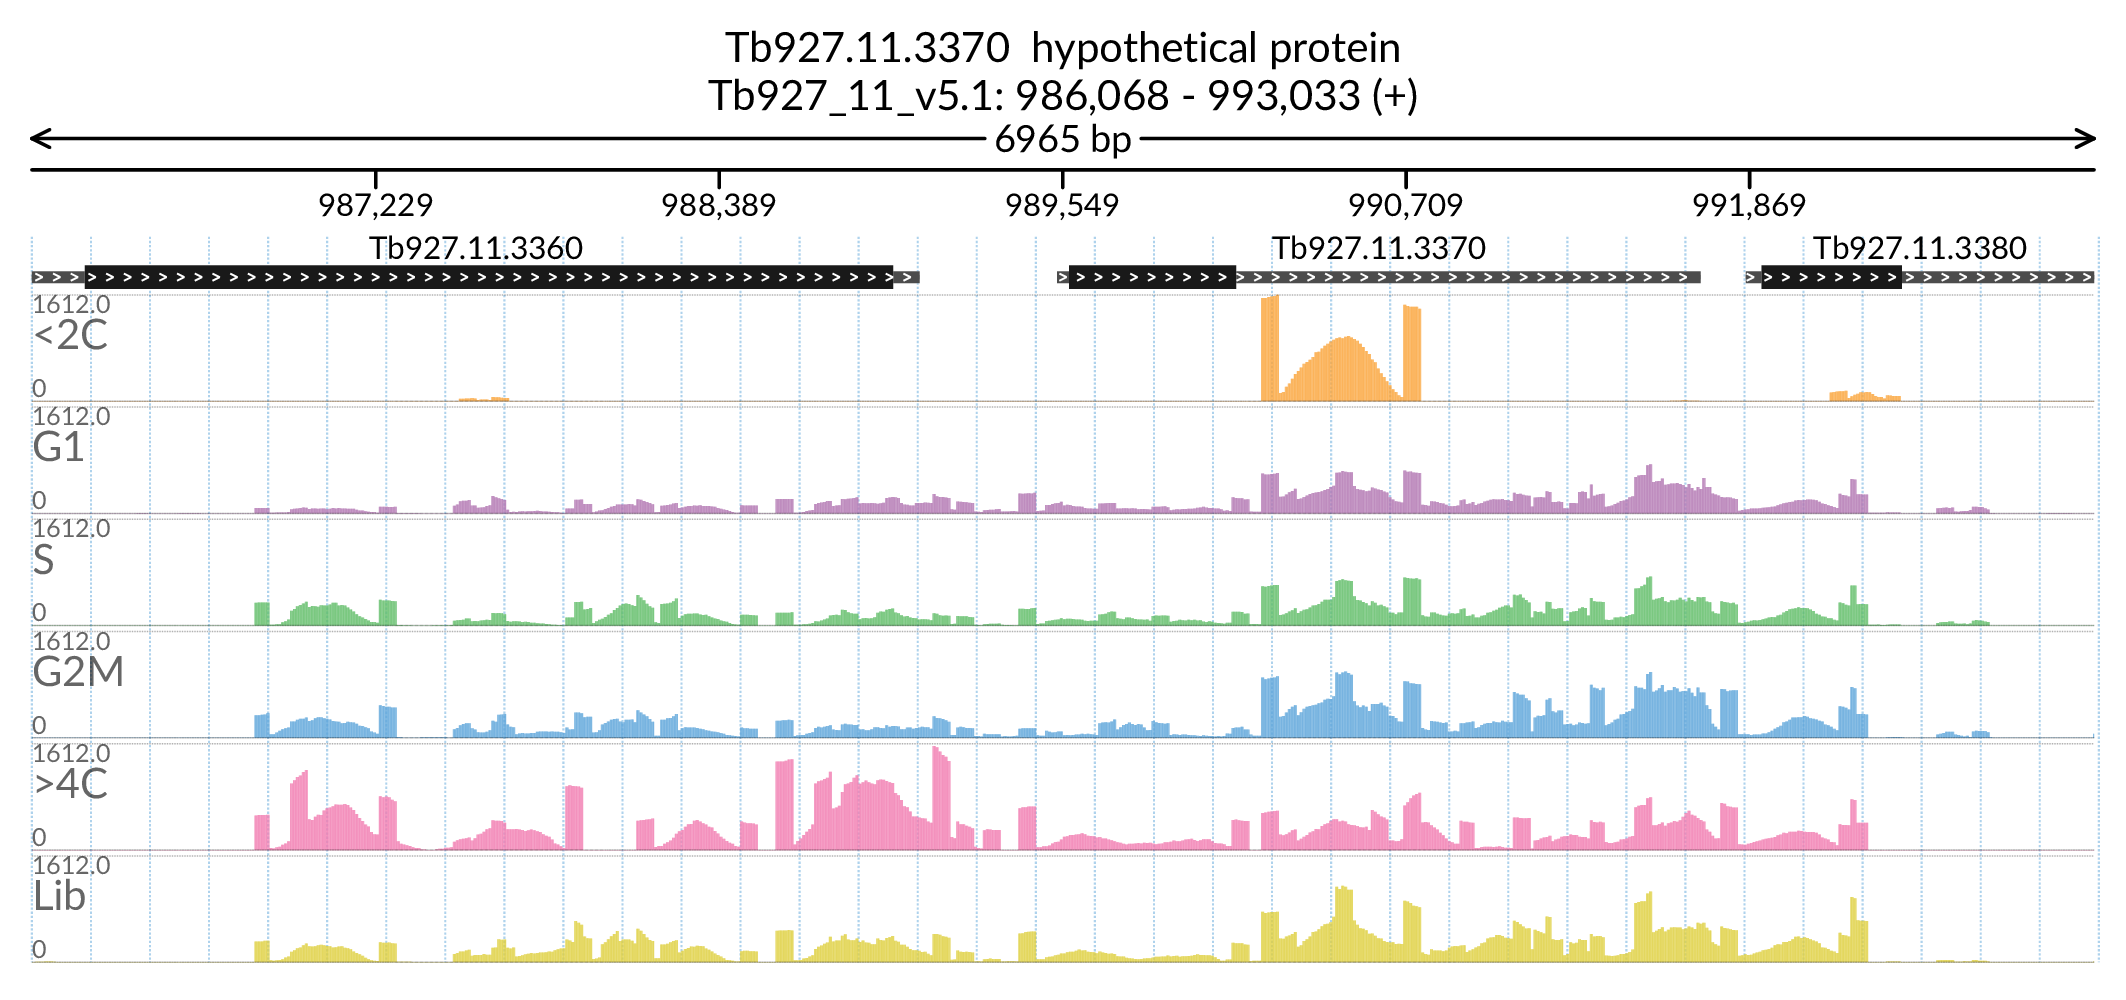 Tb927.11.3370  hypothetical protein
Tb927_11_v5.1: 986,068 - 993,033 (+)
6965 bp
987,229 988,389 989,549 990,709 991,869
Tb927.11.3360 Tb927.11.3370 Tb927.11.3380
1612.0
<2C
0
1612.0
G1
0
1612.0
S
0
1612.0
G2M
0
1612.0
>4C
0
1612.0
Lib
0